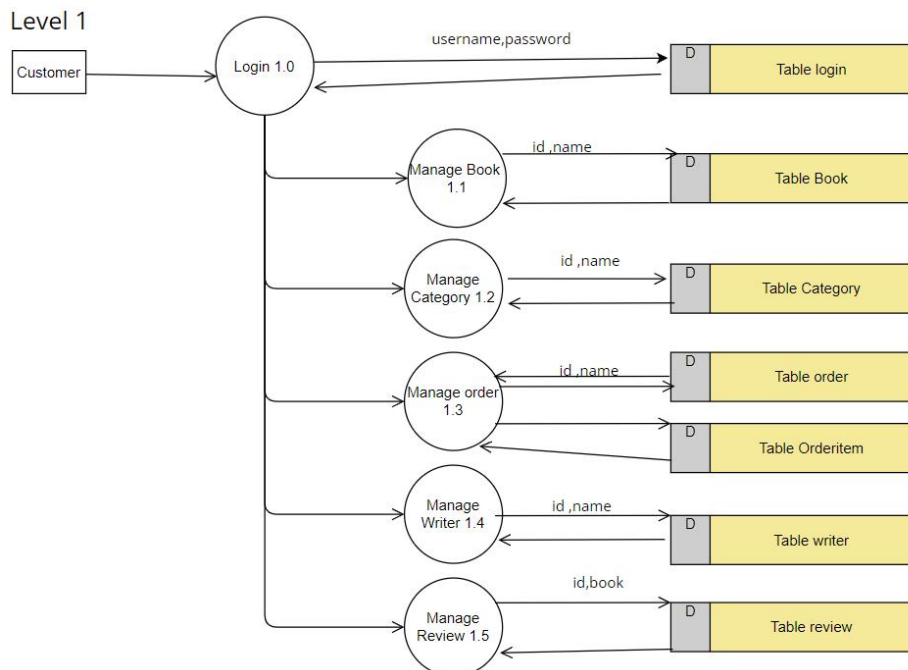 Level 1
Customer
Login 1.0
username,password
D
Table login
Manage Book
1.1
id ,name
D
Table Book
Manage
Category 1.2
id ,name
D
Table Category
Manage order
1.3
id ,name
D
Table order
D
Table Orderitem
Manage
Writer 1.4
id ,name
D
Table writer
Manage
Review 1.5
id,book
D
Table review